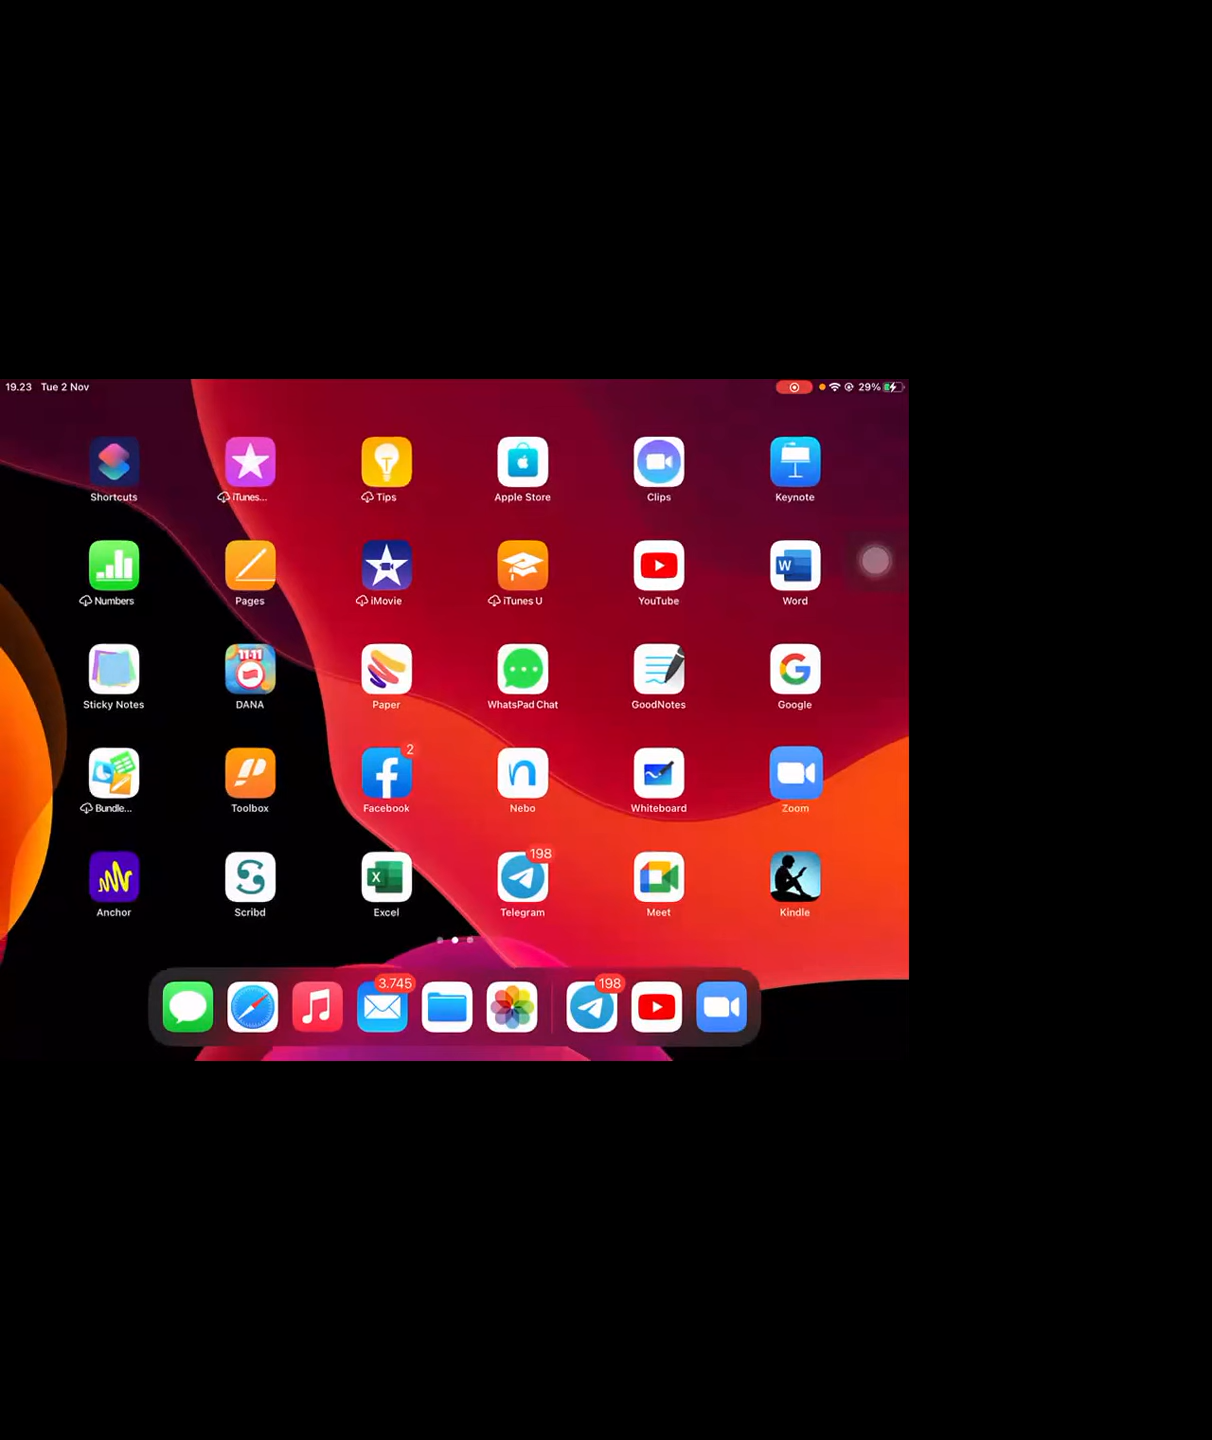 19.23 Tue 2 Nov 29%
Shortcuts iTunes... Tips Apple Store Clips Keynote
Numbers Pages iMovie iTunes U YouTube Word
11.11
Sticky Notes DANA Paper WhatsPad Chat GoodNotes Google
2
Bundle... Toolbox Facebook Nebo Whiteboard Zoom
198
Anchor Scribd Excel Telegram Meet Kindle
3.745 198